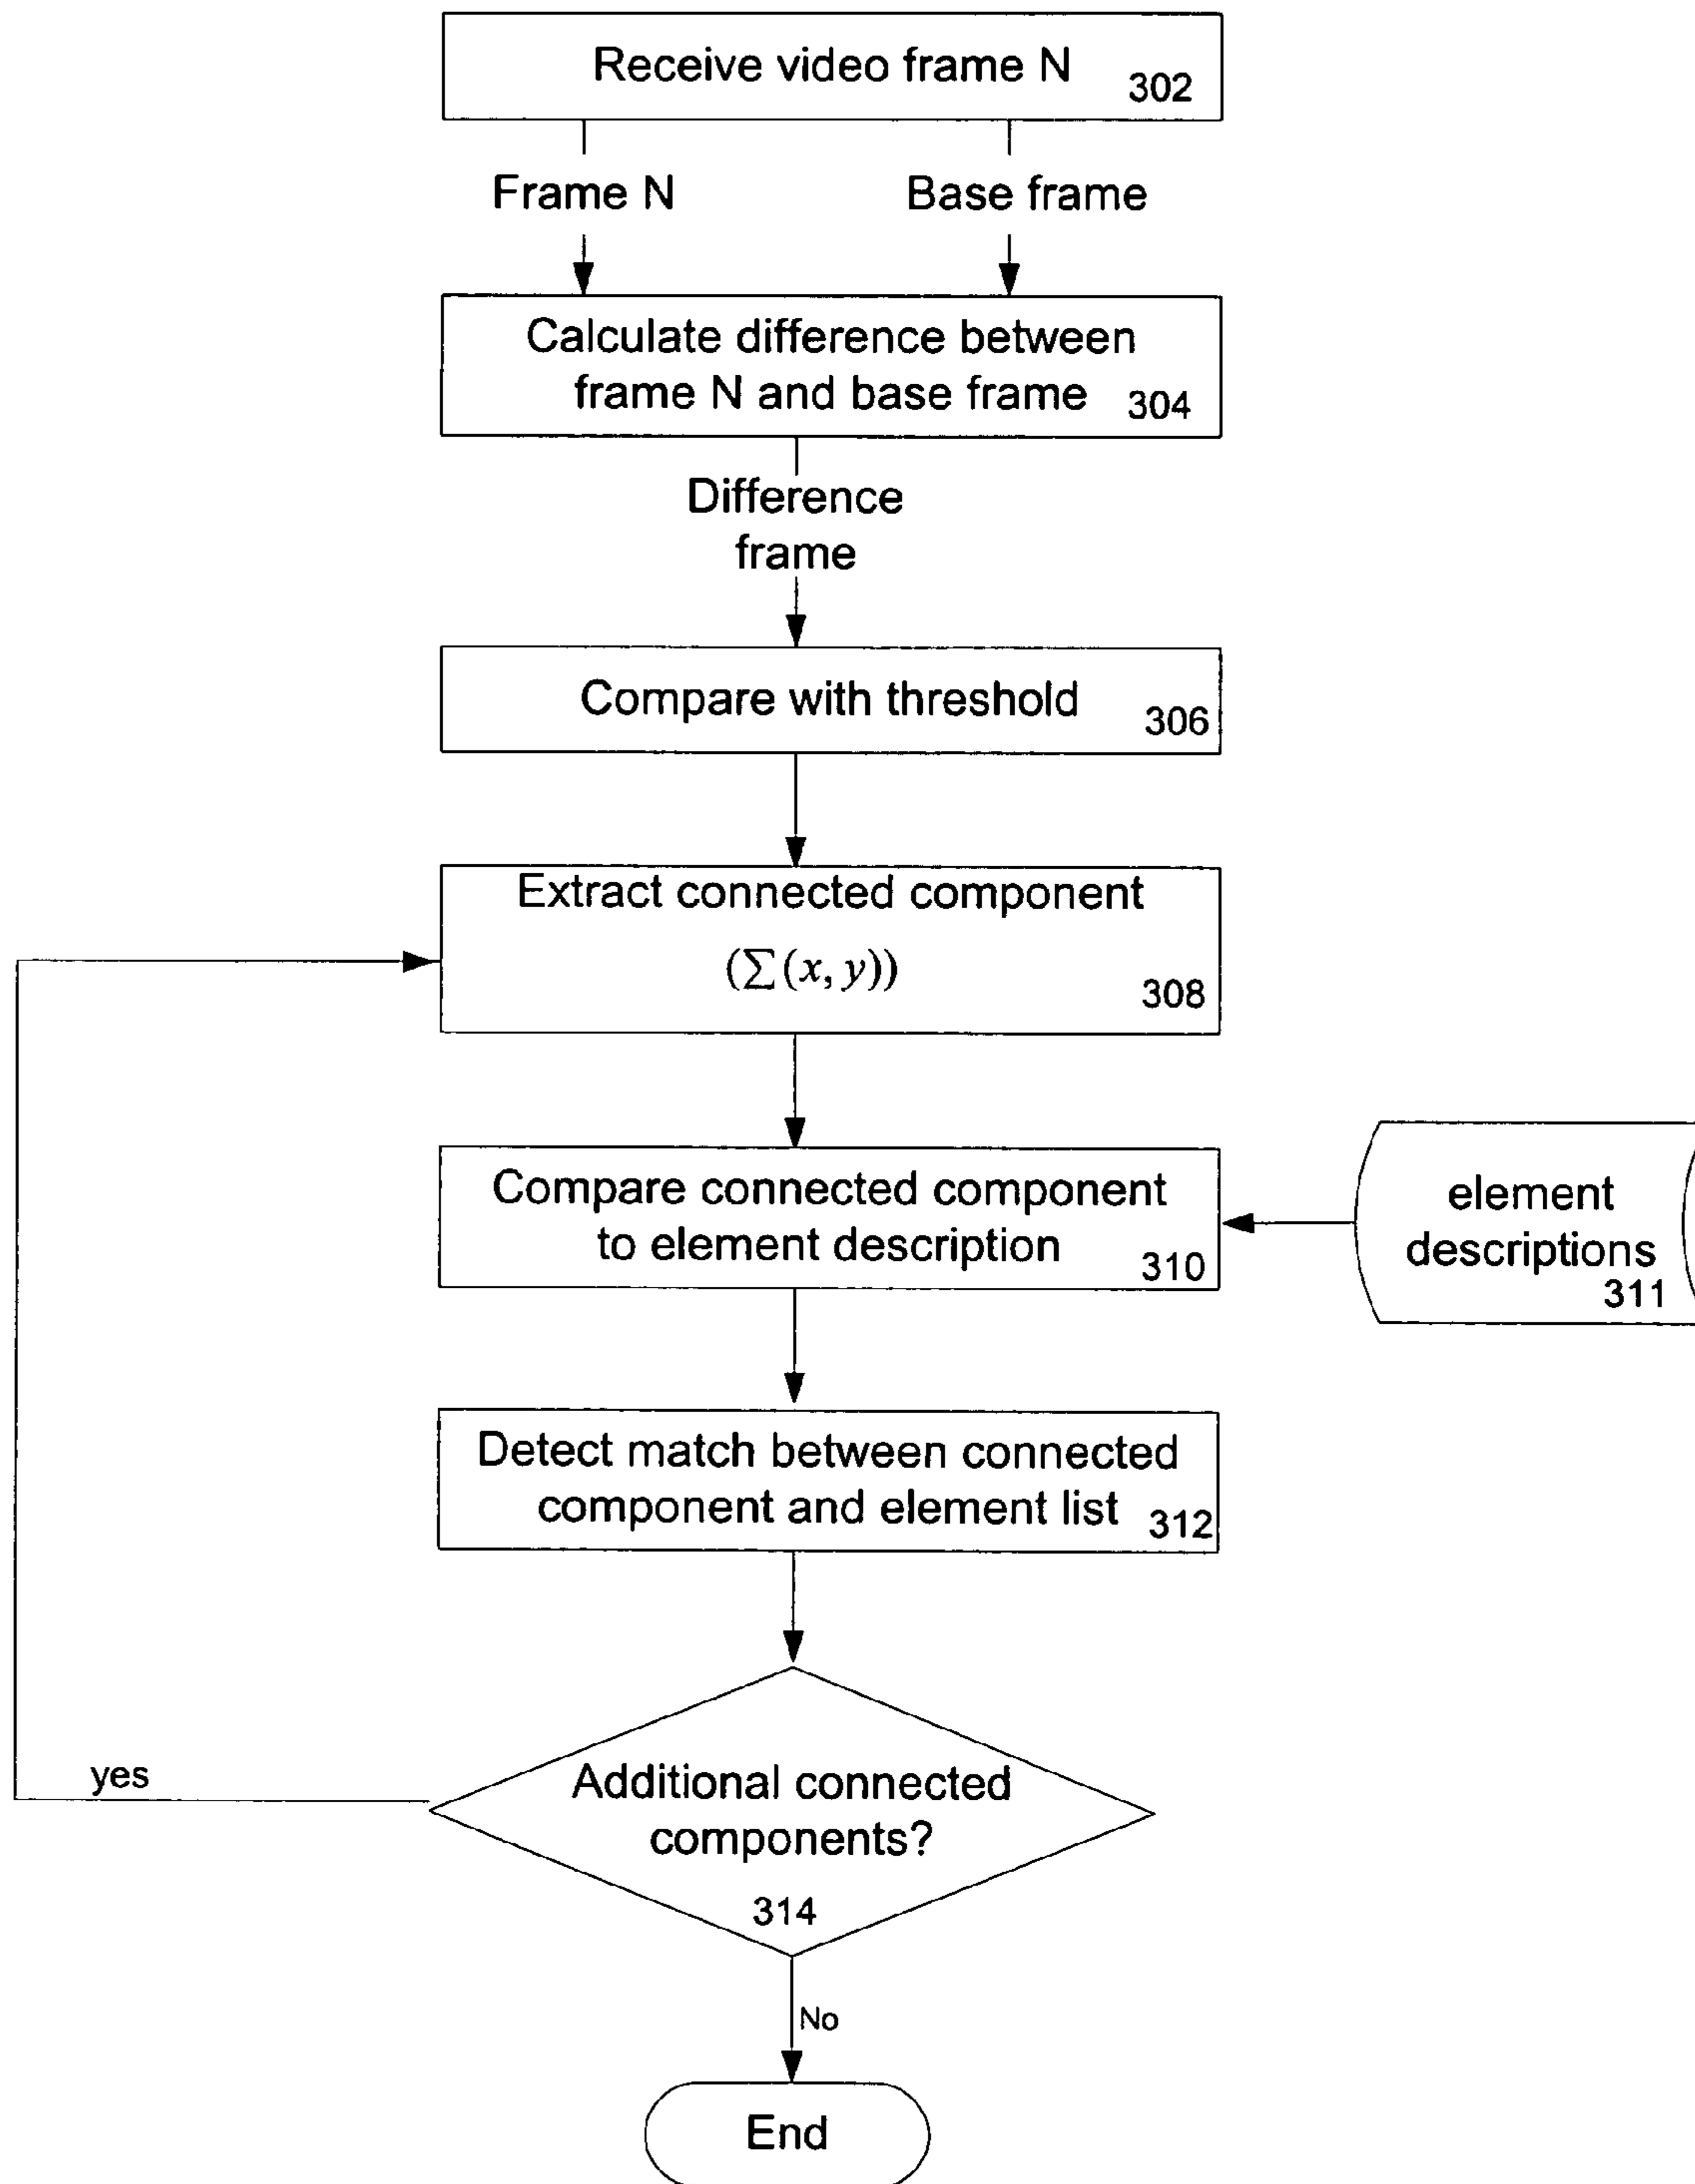 Receive video frame N
302
Frame N
Base frame
Calculate difference between
frame N and base frame
304
Difference
frame
Compare with threshold
306
Extract connected component
(∑(x, y))
308
Compare connected component
to element description
310
element
descriptions
311
Detect match between connected
component and element list
312
yes
Additional connected
components?
314
No
End